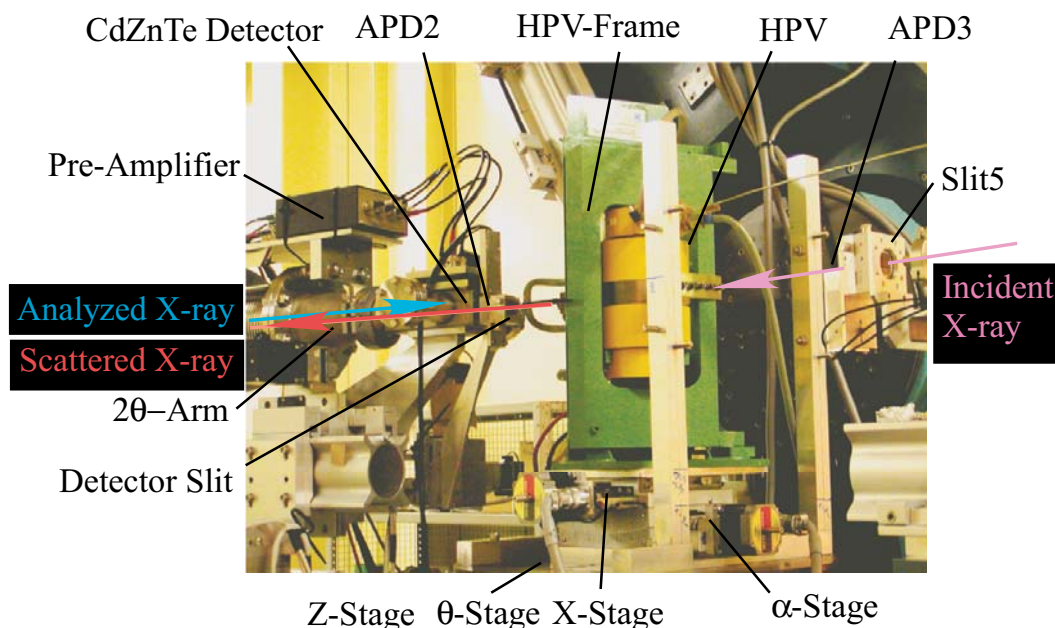 CdZnTe Detector APD2 HPV-Frame HPV APD3
Pre-Amplifier
Slit5
Analyzed X-ray
Scattered X-ray
Incident
X-ray
2θ–Arm
Detector Slit
Z-Stage θ-Stage X-Stage α-Stage